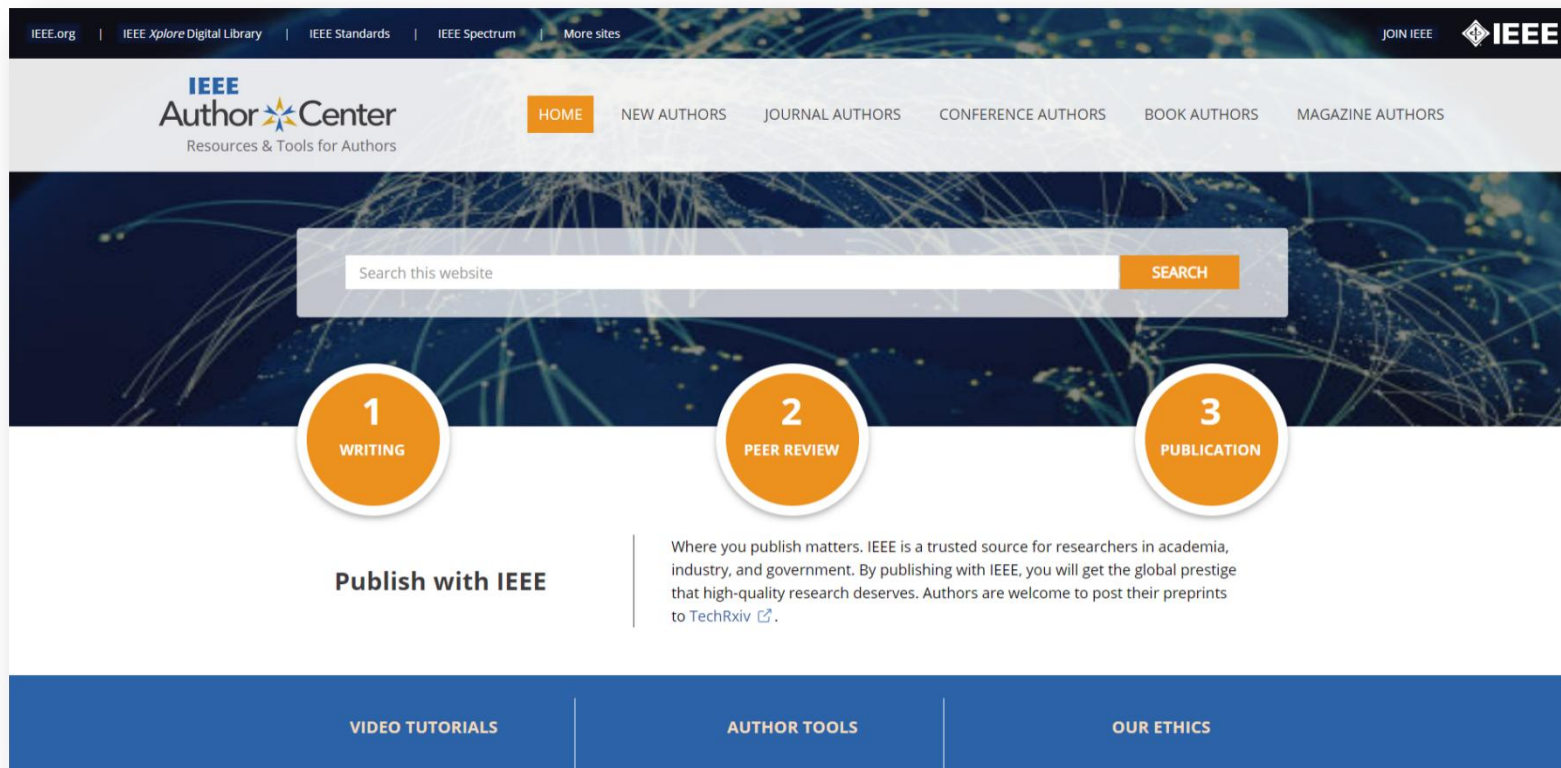 IEEE.org | IEEE Xplore Digital Library | IEEE Standards | IEEE Spectrum | More sites
JOIN IEEE
IEEE
IEEE
Author Center
Resources & Tools for Authors
HOME
NEW AUTHORS
JOURNAL AUTHORS
CONFERENCE AUTHORS
BOOK AUTHORS
MAGAZINE AUTHORS
Search this website
SEARCH
1
WRITING
2
PEER REVIEW
3
PUBLICATION
Publish with IEEE
Where you publish matters. IEEE is a trusted source for researchers in academia,
industry, and government. By publishing with IEEE, you will get the global prestige
that high-quality research deserves. Authors are welcome to post their preprints
to TechRxiv .
VIDEO TUTORIALS
AUTHOR TOOLS
OUR ETHICS